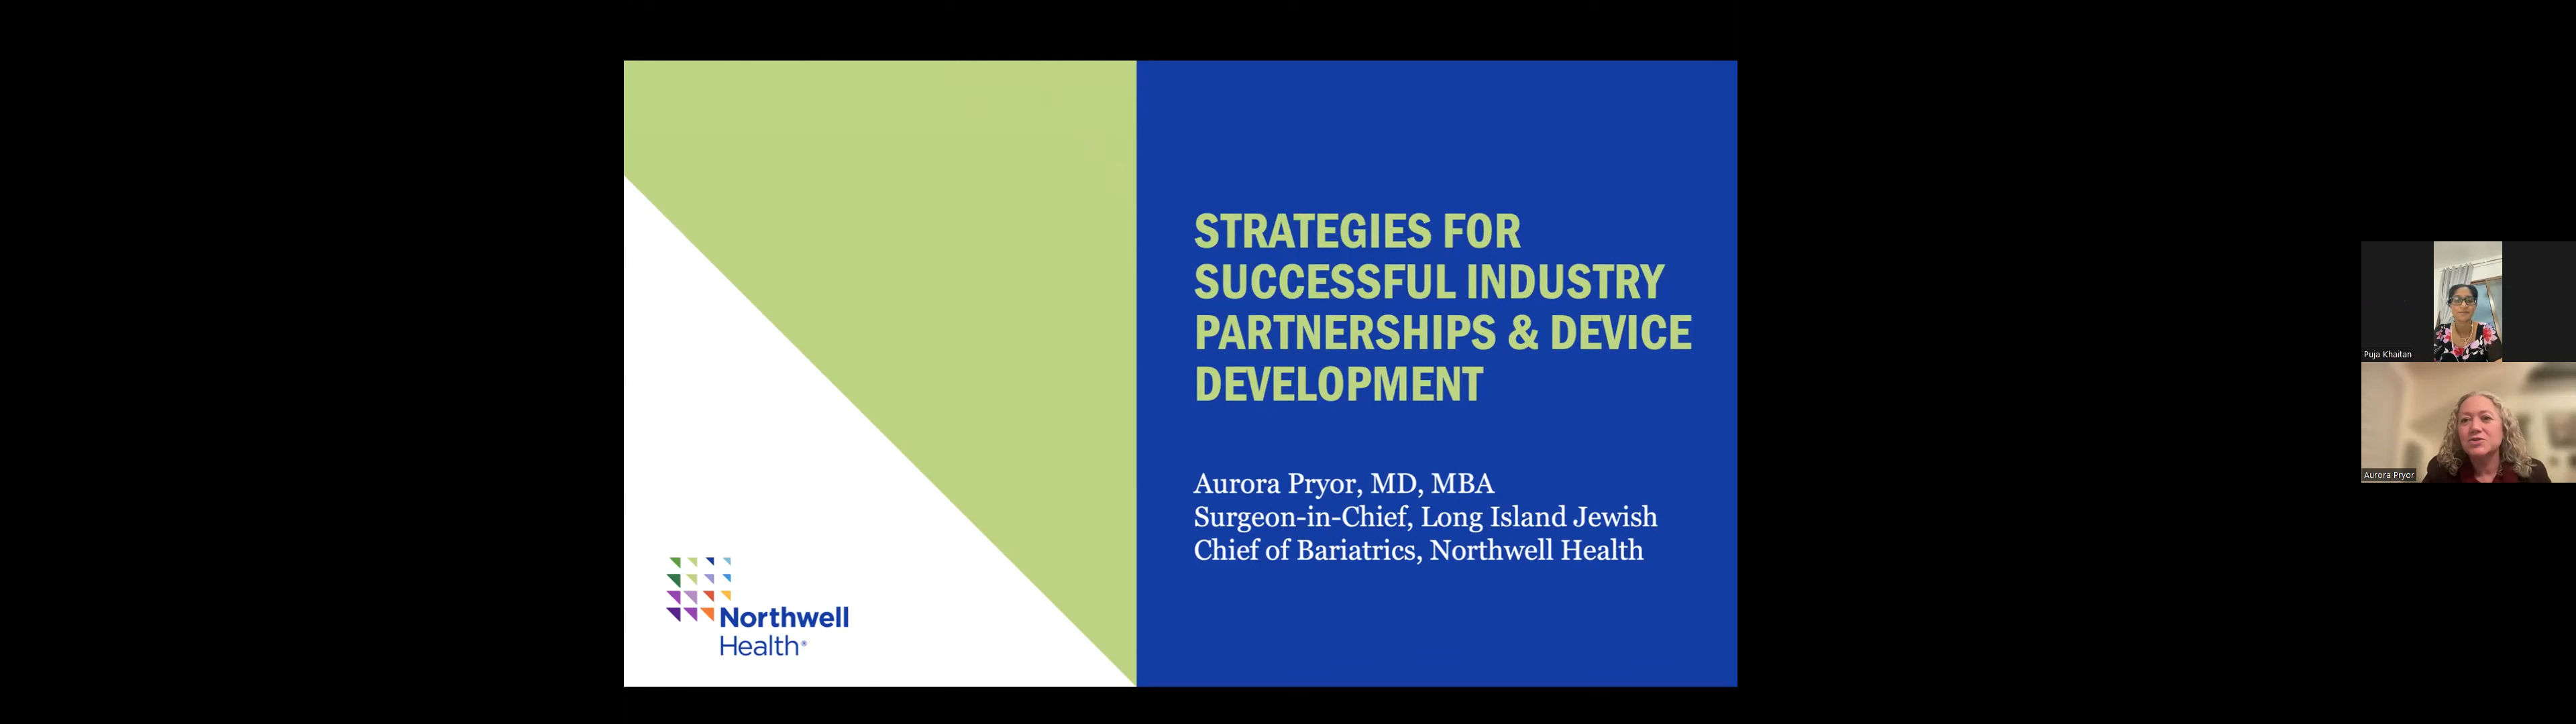 STRATEGIES FOR
SUCCESSFUL INDUSTRY
PARTNERSHIPS & DEVICE
DEVELOPMENT
Aurora Pryor, MD, MBA
Surgeon-in-Chief, Long Island Jewish
Chief of Bariatrics, Northwell Health
Northwell
Health®
Puja Khaitan
Aurora Pryor